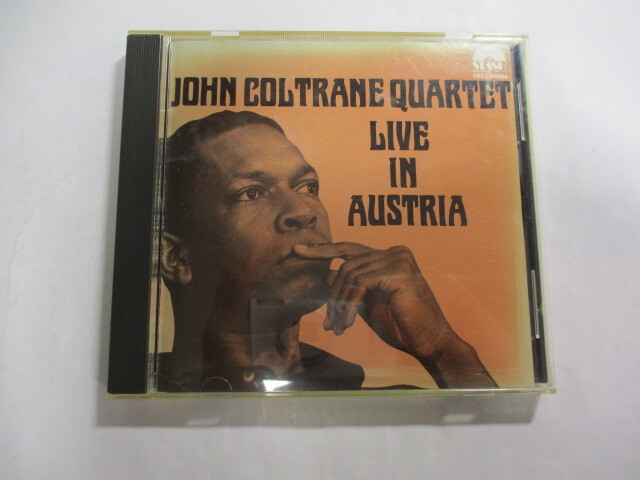 JOHN COLTRANE QUARTET
LIVE
IN
AUSTRIA